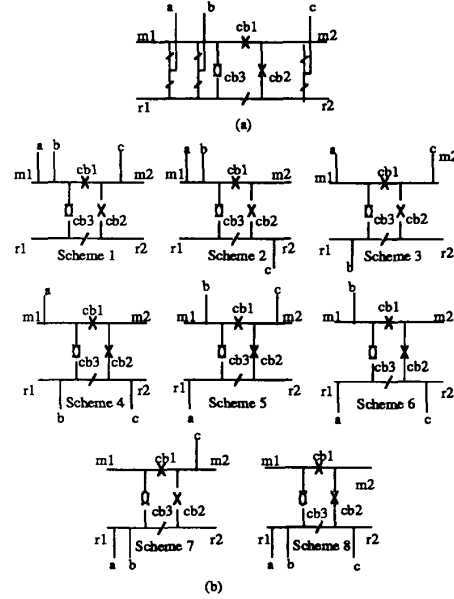 a b c
m1 cb1 m2
cb3 cb2
r1 r2
(a)
a b c
m1 cb1 m2
cb3 cb2
r1 Scheme 1 r2
a b
m1 cb1 m2
cb3 cb2
r1 Scheme 2 r2
c
a c
m1 cb1 m2
cb3 cb2
r1 Scheme 3 r2
b
a
m1 cb1 m2
cb3 cb2
r1 Scheme 4 r2
b c
b c
m1 cb1 m2
cb3 cb2
r1 Scheme 5 r2
a
b
m1 cb1 m2
cb3 cb2
r1 Scheme 6 r2
a c
c
m1 cb1 m2
cb3 cb2
r1 Scheme 7 r2
a b
m1 cb1 m2
cb3 cb2
r1 Scheme 8 r2
a b c
(b)